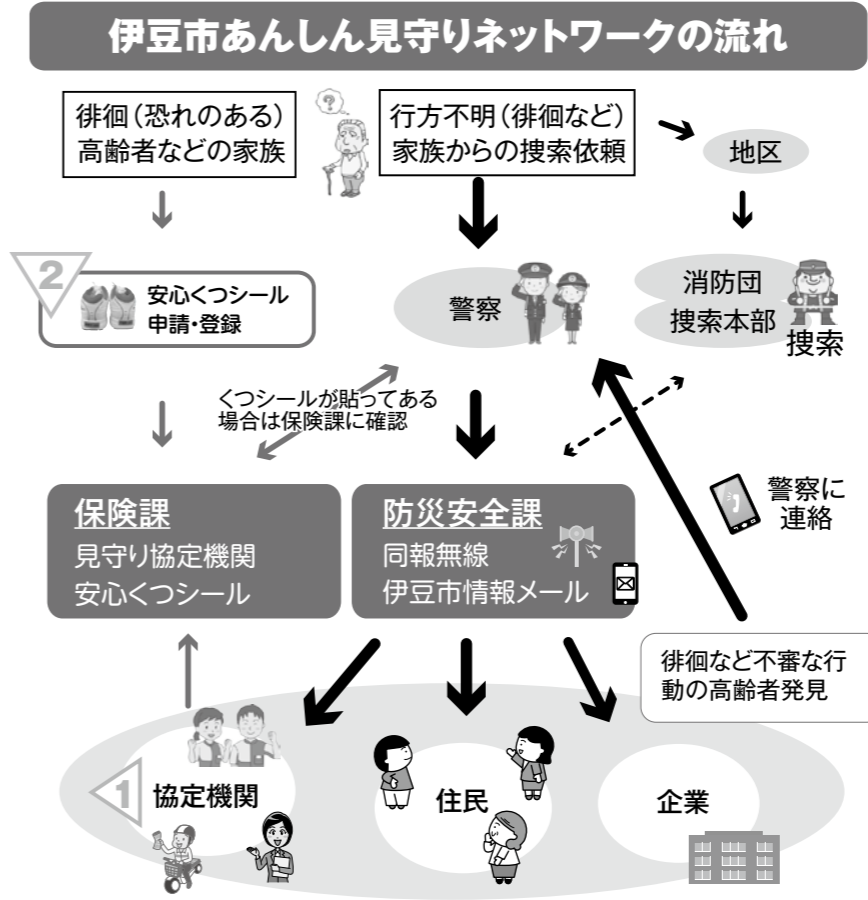 伊豆市あんしん見守りネットワークの流れ
徘徊（恐れのある）
高齢者などの家族
?
行方不明（徘徊など）
家族からの捜索依頼
地区
2
安心くつシール
申請・登録
警察
消防団
捜索本部
捜索
くつシールが貼ってある
場合は保険課に確認
保険課
見守り協定機関
安心くつシール
防災安全課
同報無線
伊豆市情報メール
警察に
連絡
徘徊など不審な行
動の高齢者発見
1
協定機関
住民
企業